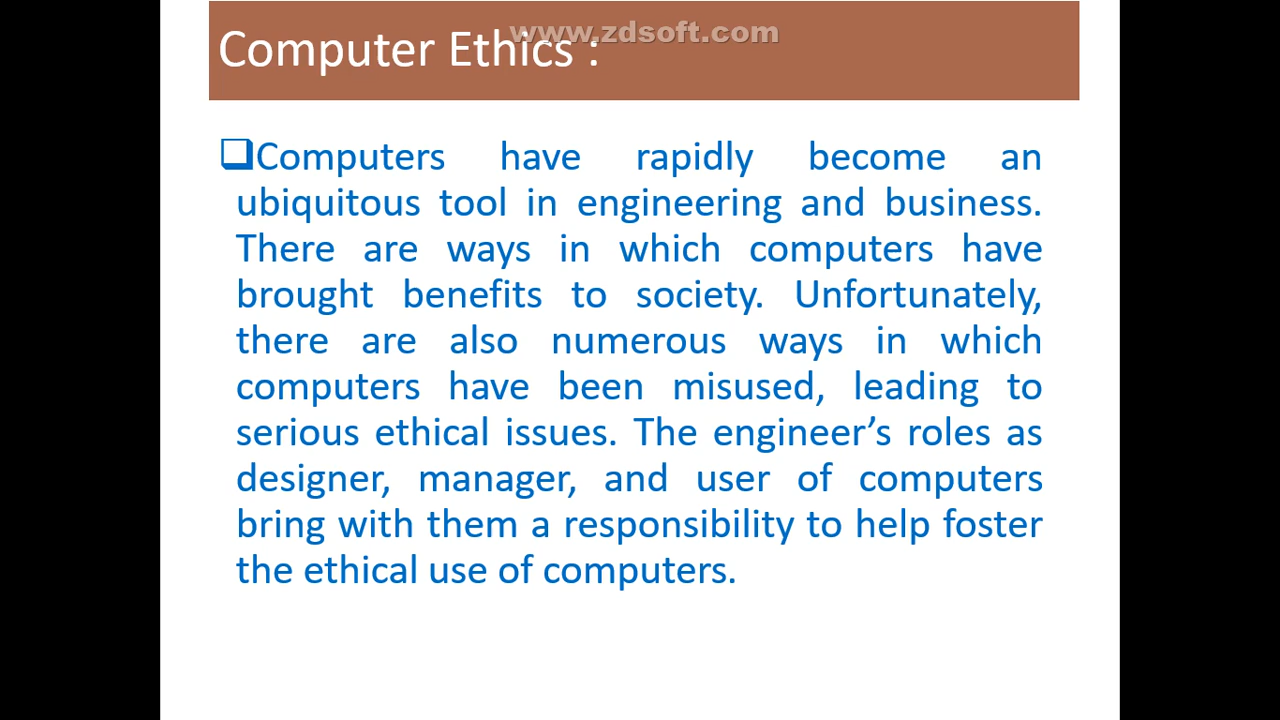 www.zdsoft.com
Computer Ethics :
❑Computers have rapidly become an
ubiquitous tool in engineering and business.
There are ways in which computers have
brought benefits to society. Unfortunately,
there are also numerous ways in which
computers have been misused, leading to
serious ethical issues. The engineer’s roles as
designer, manager, and user of computers
bring with them a responsibility to help foster
the ethical use of computers.